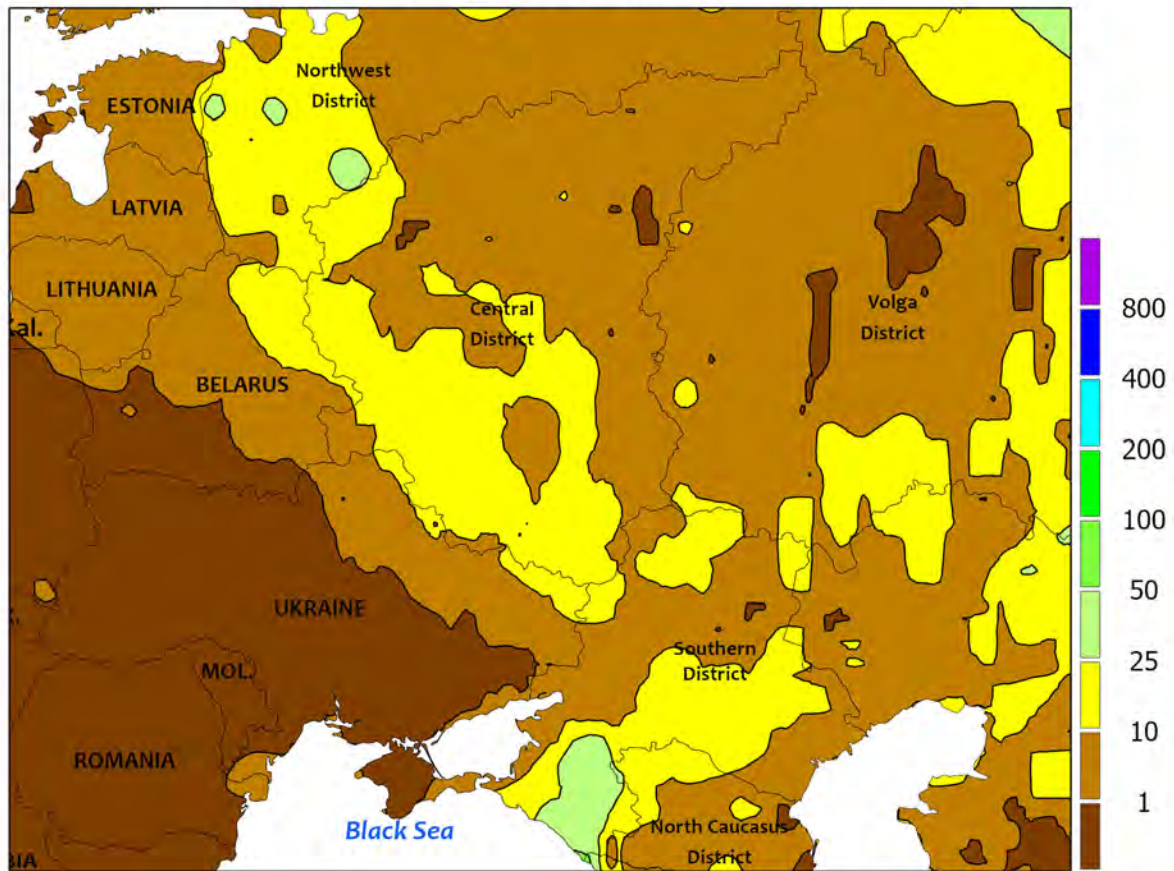 Northwest
District
ESTONIA
LATVIA
LITHUANIA
Kal.
Central
District
Volga
District
BELARUS
UKRAINE
MOL.
Southern
District
ROMANIA
Black Sea
North Caucasus
District
BIA
800
400
200
100
50
25
10
1